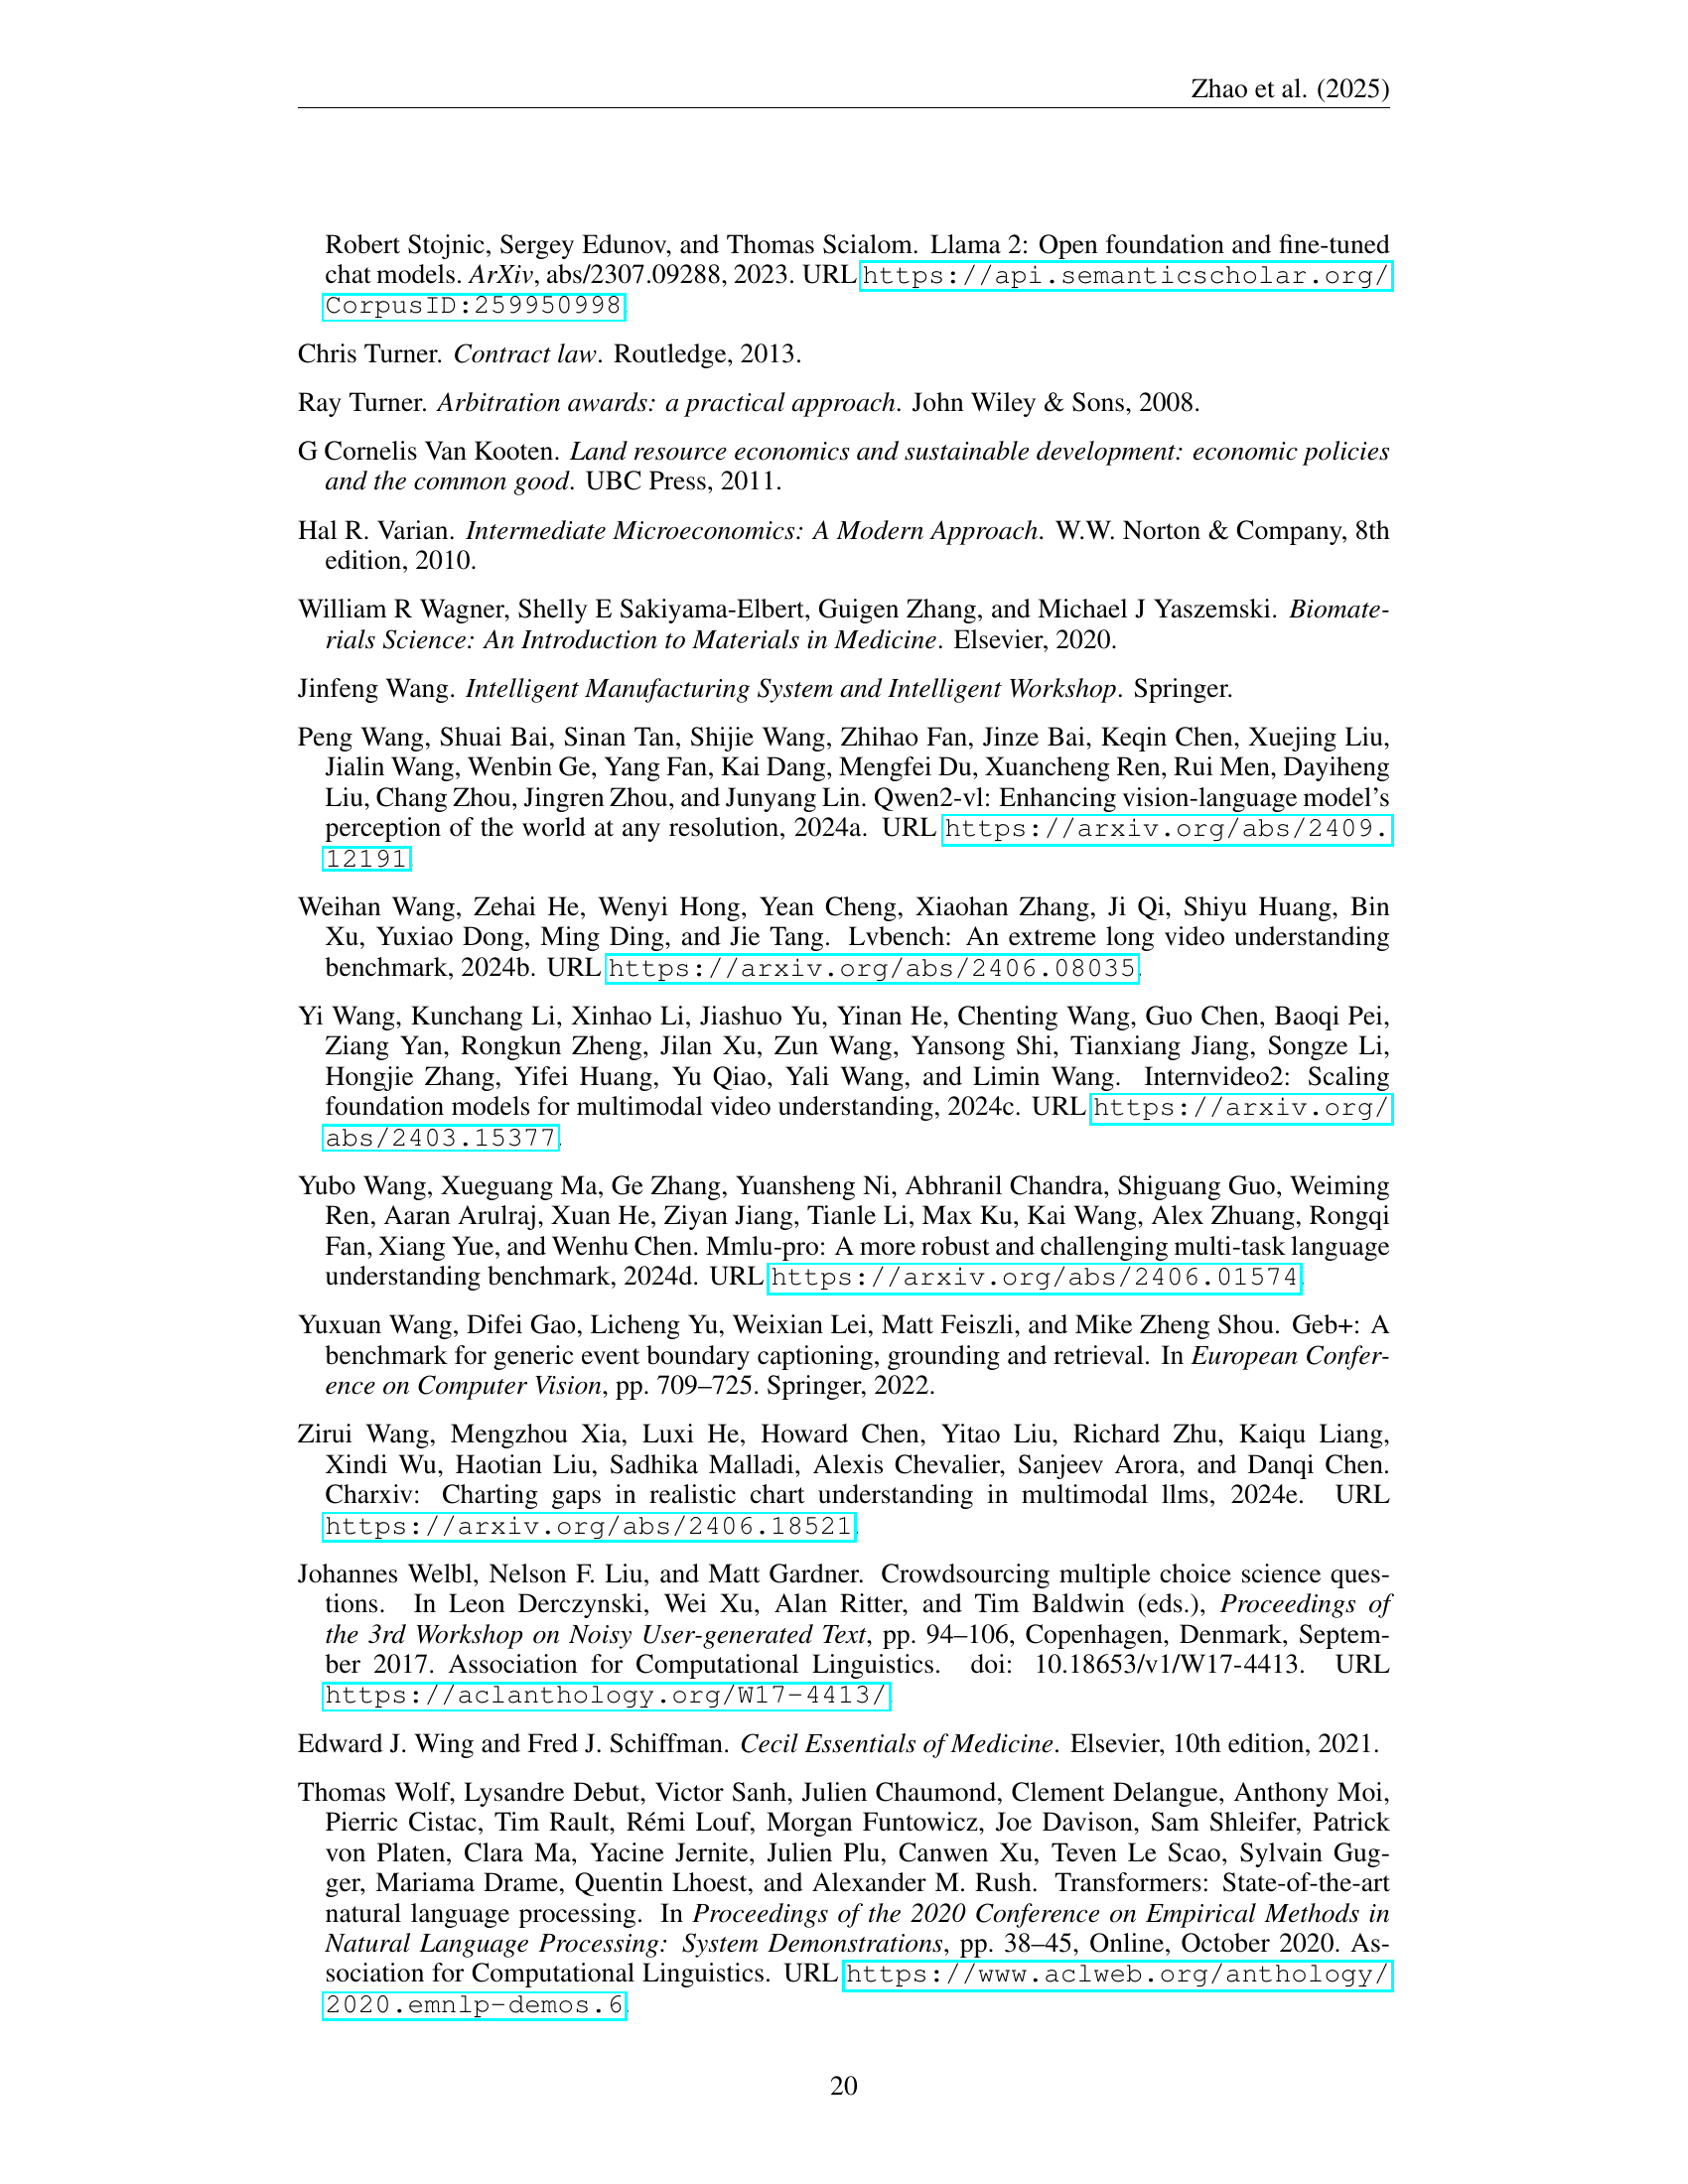 Zhao et al. (2025)
Robert Stojnic, Sergey Edunov, and Thomas Scialom. Llama 2: Open foundation and fine-tuned
chat models. ArXiv, abs/2307.09288, 2023. URL https://api.semanticscholar.org/
CorpusID:259950998.
Chris Turner. Contract law. Routledge, 2013.
Ray Turner. Arbitration awards: a practical approach. John Wiley & Sons, 2008.
G Cornelis Van Kooten. Land resource economics and sustainable development: economic policies
and the common good. UBC Press, 2011.
Hal R. Varian. Intermediate Microeconomics: A Modern Approach. W.W. Norton & Company, 8th
edition, 2010.
William R Wagner, Shelly E Sakiyama-Elbert, Guigen Zhang, and Michael J Yaszemski. Biomate-
rials Science: An Introduction to Materials in Medicine. Elsevier, 2020.
Jinfeng Wang. Intelligent Manufacturing System and Intelligent Workshop. Springer.
Peng Wang, Shuai Bai, Sinan Tan, Shijie Wang, Zhihao Fan, Jinze Bai, Keqin Chen, Xuejing Liu,
Jialin Wang, Wenbin Ge, Yang Fan, Kai Dang, Mengfei Du, Xuancheng Ren, Rui Men, Dayiheng
Liu, Chang Zhou, Jingren Zhou, and Junyang Lin. Qwen2-vl: Enhancing vision-language model's
perception of the world at any resolution, 2024a. URL https://arxiv.org/abs/2409.
12191.
Weihan Wang, Zehai He, Wenyi Hong, Yean Cheng, Xiaohan Zhang, Ji Qi, Shiyu Huang, Bin
Xu, Yuxiao Dong, Ming Ding, and Jie Tang. Lvbench: An extreme long video understanding
benchmark, 2024b. URL https://arxiv.org/abs/2406.08035.
Yi Wang, Kunchang Li, Xinhao Li, Jiashuo Yu, Yinan He, Chenting Wang, Guo Chen, Baoqi Pei,
Ziang Yan, Rongkun Zheng, Jilan Xu, Zun Wang, Yansong Shi, Tianxiang Jiang, Songze Li,
Hongjie Zhang, Yifei Huang, Yu Qiao, Yali Wang, and Limin Wang. Internvideo2: Scaling
foundation models for multimodal video understanding, 2024c. URL https://arxiv.org/
abs/2403.15377.
Yubo Wang, Xueguang Ma, Ge Zhang, Yuansheng Ni, Abhranil Chandra, Shiguang Guo, Weiming
Ren, Aaran Arulraj, Xuan He, Ziyan Jiang, Tianle Li, Max Ku, Kai Wang, Alex Zhuang, Rongqi
Fan, Xiang Yue, and Wenhu Chen. Mmlu-pro: A more robust and challenging multi-task language
understanding benchmark, 2024d. URL https://arxiv.org/abs/2406.01574.
Yuxuan Wang, Difei Gao, Licheng Yu, Weixian Lei, Matt Feiszli, and Mike Zheng Shou. Geb+: A
benchmark for generic event boundary captioning, grounding and retrieval. In European Confer-
ence on Computer Vision, pp. 709–725. Springer, 2022.
Zirui Wang, Mengzhou Xia, Luxi He, Howard Chen, Yitao Liu, Richard Zhu, Kaiqu Liang,
Xindi Wu, Haotian Liu, Sadhika Malladi, Alexis Chevalier, Sanjeev Arora, and Danqi Chen.
Charxiv: Charting gaps in realistic chart understanding in multimodal llms, 2024e. URL
https://arxiv.org/abs/2406.18521.
Johannes Welbl, Nelson F. Liu, and Matt Gardner. Crowdsourcing multiple choice science ques-
tions. In Leon Derczynski, Wei Xu, Alan Ritter, and Tim Baldwin (eds.), Proceedings of
the 3rd Workshop on Noisy User-generated Text, pp. 94–106, Copenhagen, Denmark, Septem-
ber 2017. Association for Computational Linguistics. doi: 10.18653/v1/W17-4413. URL
https://aclanthology.org/W17-4413/.
Edward J. Wing and Fred J. Schiffman. Cecil Essentials of Medicine. Elsevier, 10th edition, 2021.
Thomas Wolf, Lysandre Debut, Victor Sanh, Julien Chaumond, Clement Delangue, Anthony Moi,
Pierric Cistac, Tim Rault, Rémi Louf, Morgan Funtowicz, Joe Davison, Sam Shleifer, Patrick
von Platen, Clara Ma, Yacine Jernite, Julien Plu, Canwen Xu, Teven Le Scao, Sylvain Gug-
ger, Mariama Drame, Quentin Lhoest, and Alexander M. Rush. Transformers: State-of-the-art
natural language processing. In Proceedings of the 2020 Conference on Empirical Methods in
Natural Language Processing: System Demonstrations, pp. 38–45, Online, October 2020. As-
sociation for Computational Linguistics. URL https://www.aclweb.org/anthology/
2020.emnlp-demos.6.
20